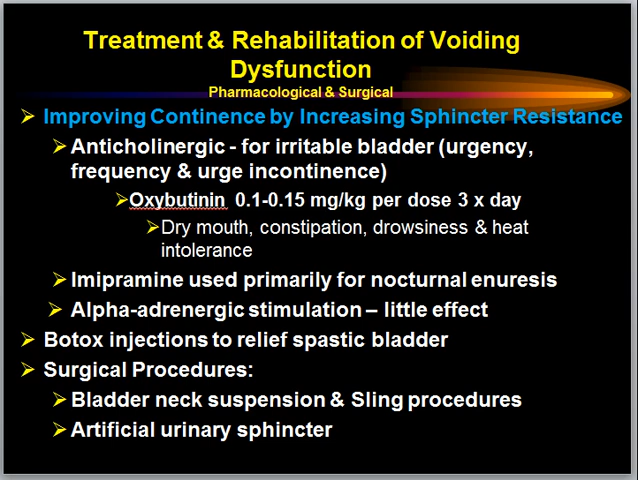 Treatment & Rehabilitation of Voiding
Dysfunction
Pharmacological & Surgical
Improving Continence by Increasing Sphincter Resistance
Anticholinergic - for irritable bladder (urgency,
frequency & urge incontinence)
Oxybutinin 0.1-0.15 mg/kg per dose 3 x day
Dry mouth, constipation, drowsiness & heat
intolerance
Imipramine used primarily for nocturnal enuresis
Alpha-adrenergic stimulation – little effect
Botox injections to relief spastic bladder
Surgical Procedures:
Bladder neck suspension & Sling procedures
Artificial urinary sphincter